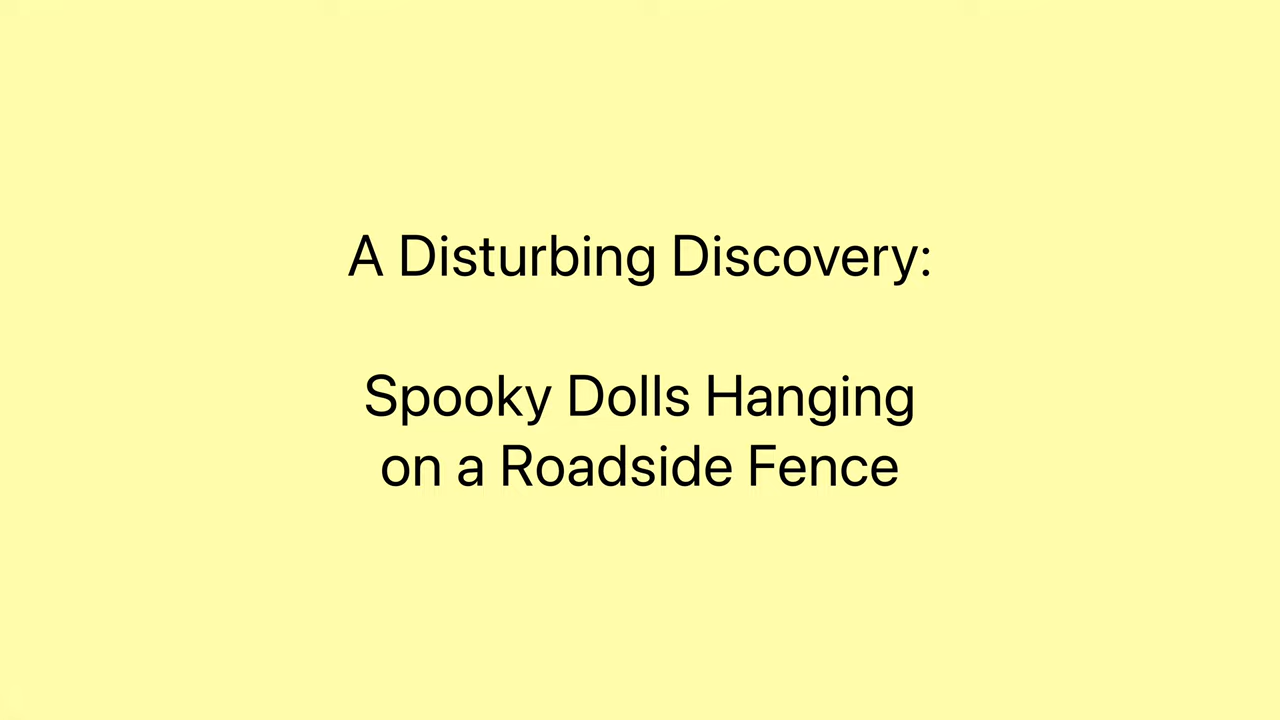 A Disturbing Discovery:
Spooky Dolls Hanging
on a Roadside Fence